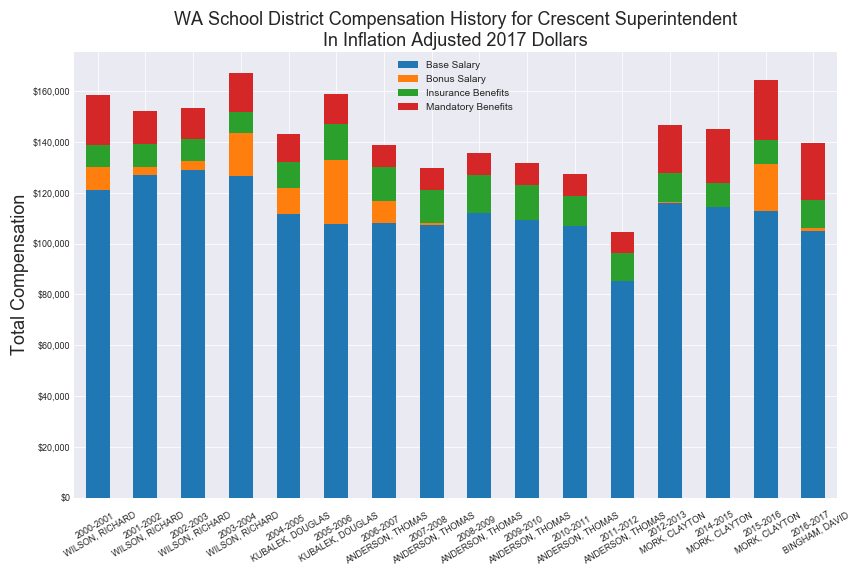 WA School District Compensation History for Crescent Superintendent
In Inflation Adjusted 2017 Dollars
Base Salary
Bonus Salary
Insurance Benefits
Mandatory Benefits
Total Compensation
$160,000
$140,000
$120,000
$100,000
$80,000
$60,000
$40,000
$20,000
$0
2000-2001
WILSON, RICHARD
2001-2002
WILSON, RICHARD
2002-2003
WILSON, RICHARD
2003-2004
WILSON, RICHARD
2004-2005
KUBALEK, DOUGLAS
2005-2006
KUBALEK, DOUGLAS
2006-2007
ANDERSON, THOMAS
2007-2008
ANDERSON, THOMAS
2008-2009
ANDERSON, THOMAS
2009-2010
ANDERSON, THOMAS
2010-2011
ANDERSON, THOMAS
2011-2012
ANDERSON, THOMAS
2012-2013
MORK, CLAYTON
2014-2015
MORK, CLAYTON
2015-2016
MORK, CLAYTON
2016-2017
BINGHAM, DAVID